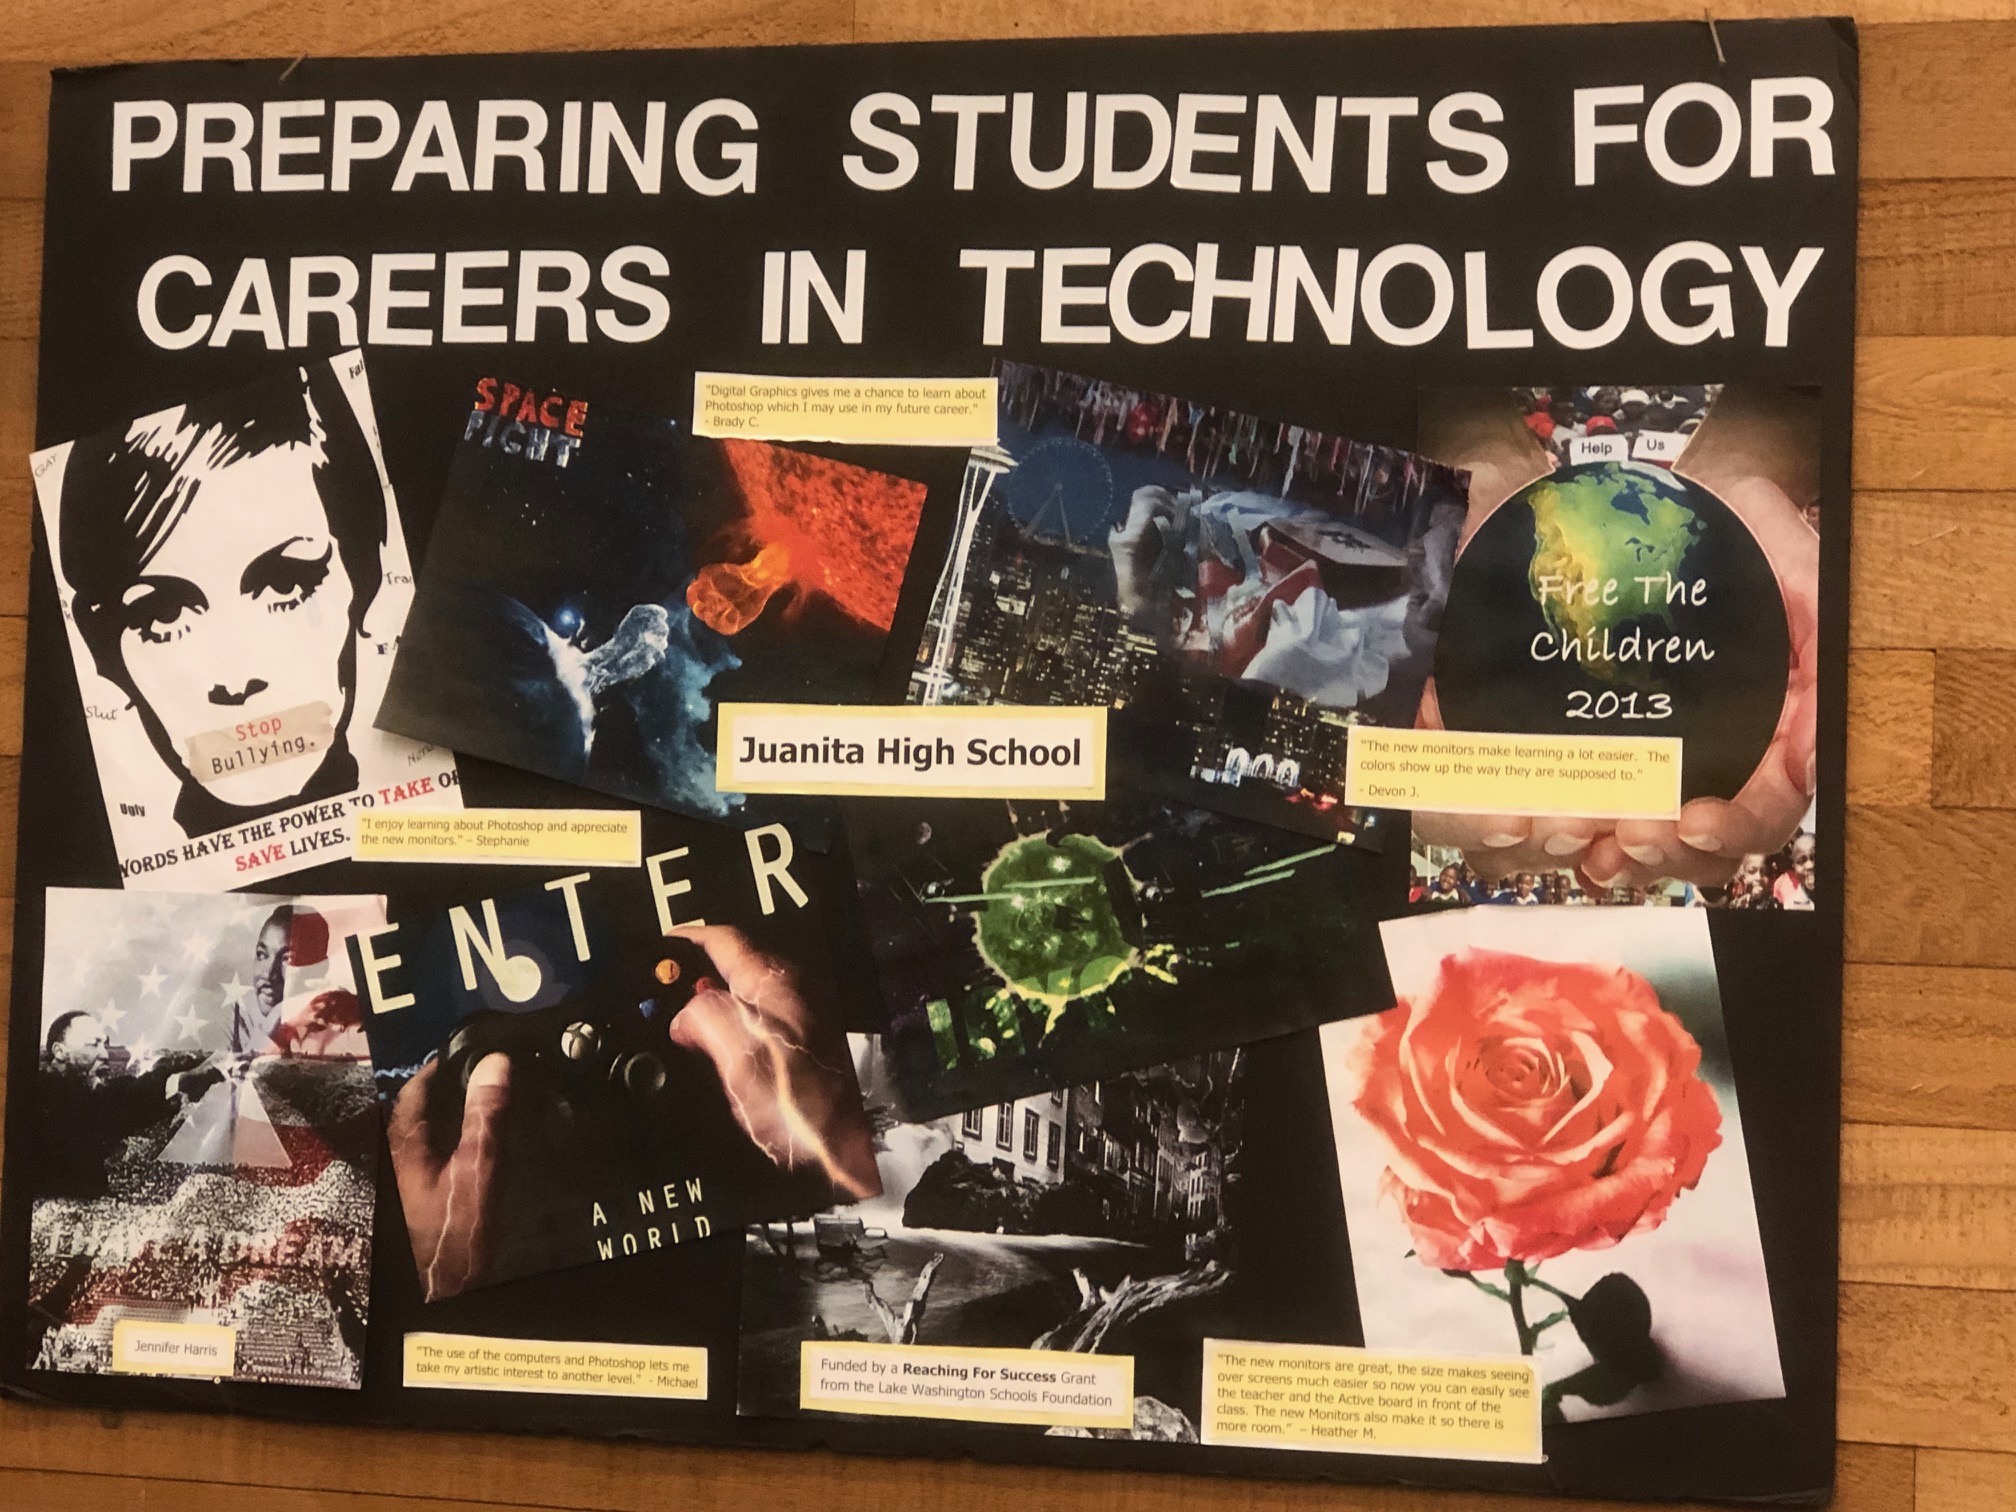 PREPARING STUDENTS FOR
CAREERS IN TECHNOLOGY
GAY
Slut
Ugly
Stop
Bullying.
WORDS HAVE THE POWER TO TAKE OR
SAVE LIVES.
SPACE
FIGHT
"Digital Graphics gives me a chance to learn about
Photoshop which I may use in my future career."
- Brady C.
Help Us
Free The
Children
2013
Juanita High School
"The new monitors make learning a lot easier. The
colors show up the way they are supposed to."
- Devon J.
"I enjoy learning about Photoshop and appreciate
the new monitors." – Stephanie
ENTER
A NEW
WORLD
Jennifer Harris
"The use of the computers and Photoshop lets me
take my artistic interest to another level." - Michael
Funded by a Reaching For Success Grant
from the Lake Washington Schools Foundation
"The new monitors are great, the size makes seeing
over screens much easier so now you can easily see
the teacher and the Active board in front of the
class. The new Monitors also make it so there is
more room." – Heather M.